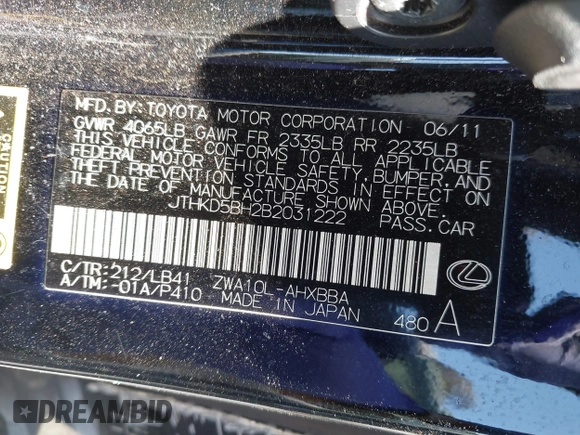 MFD. BY: TOYOTA MOTOR CORPORATION 06/11
GVWR 4065LB GAWR FR 2335LB RR 2235LB
THIS VEHICLE CONFORMS TO ALL APPLICABLE
FEDERAL MOTOR VEHICLE SAFETY, BUMPER, AND
THEFT PREVENTION STANDARDS IN EFFECT ON
THE DATE OF MANUFACTURE SHOWN ABOVE.
JTHKD5BH2B2031222 PASS.CAR
C/TR:212/LB41 ZWA10L-AHXBBA
A/TM:-01A/P410 MADE IN JAPAN 480 A
CAUTION
DREAMBID